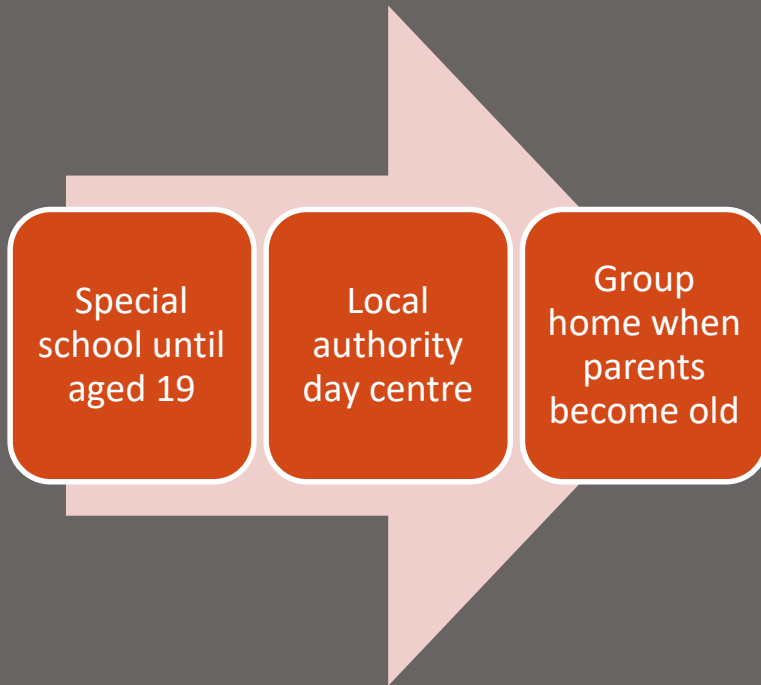 Special
school until
aged 19
Local
authority
day centre
Group
home when
parents
become old